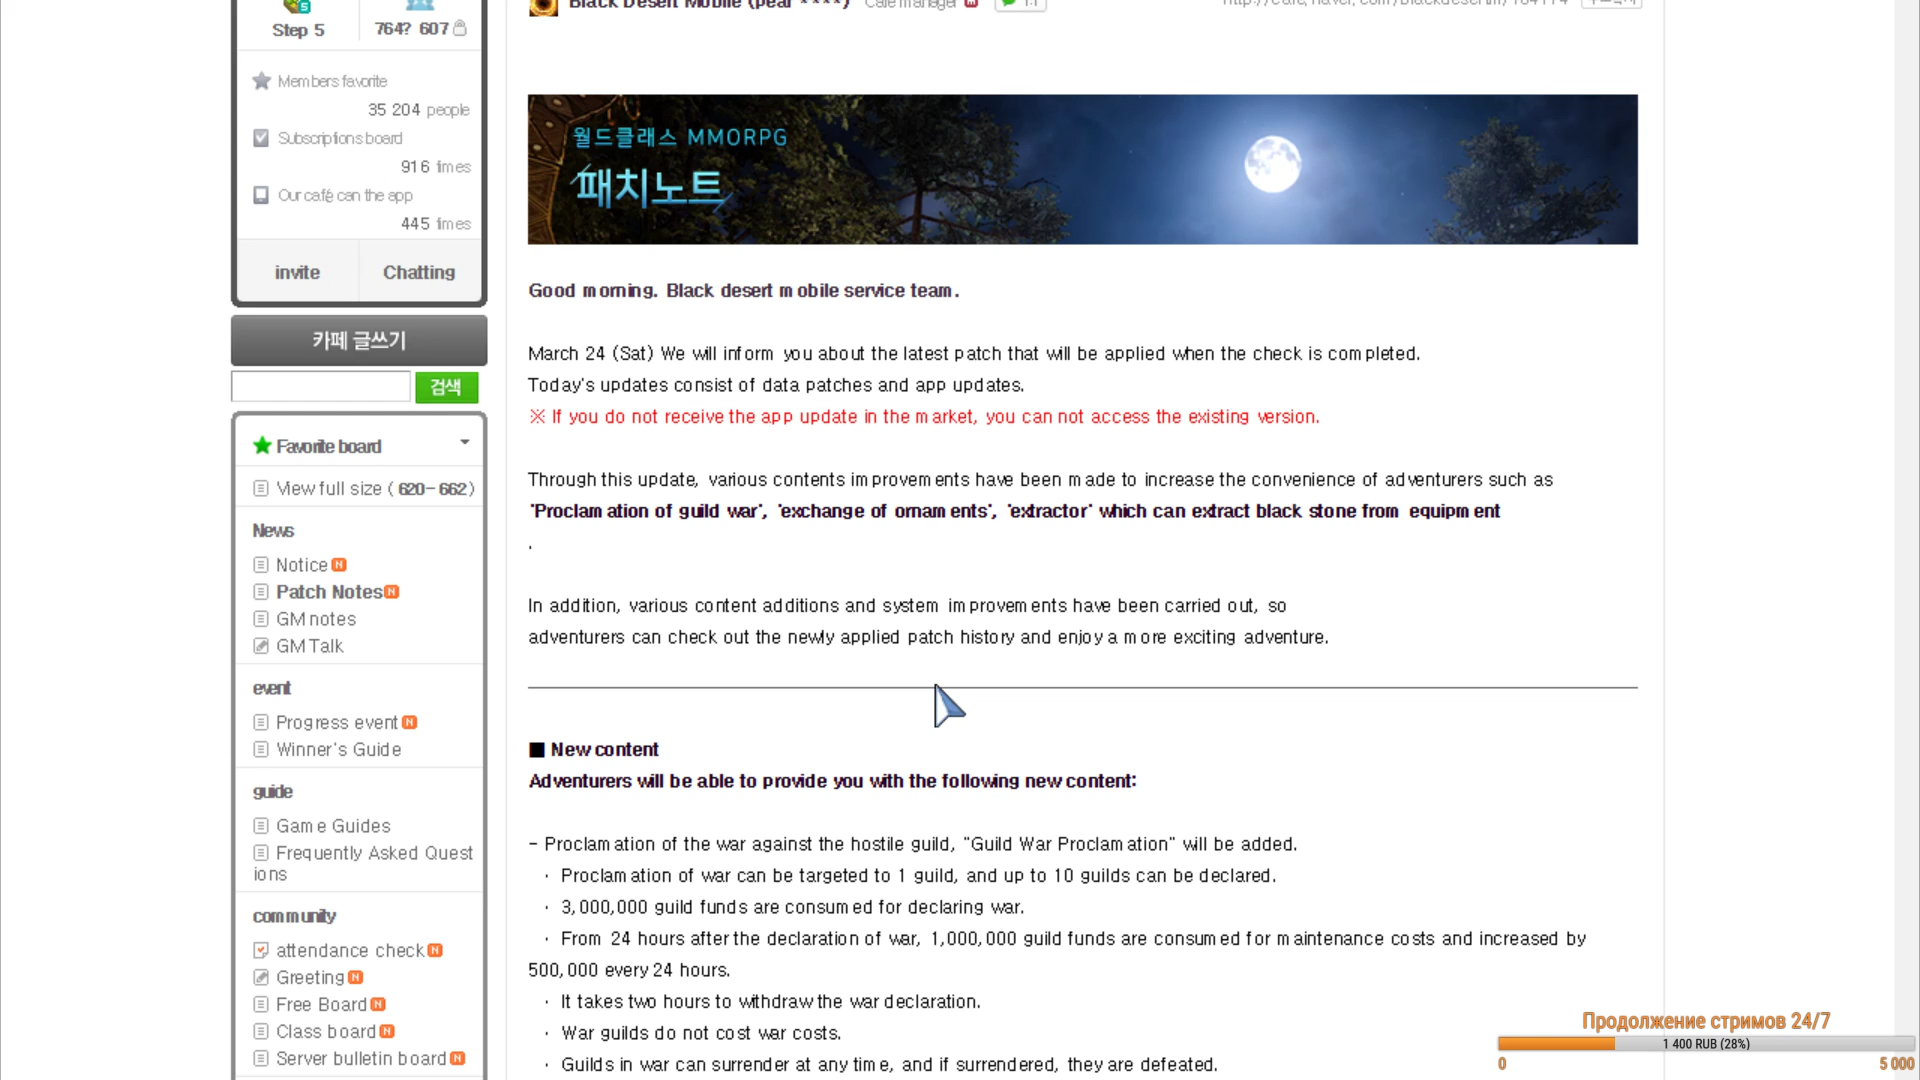 Step 5
764? 607
Black Desert Mobile (pear ****) Cafe manager 1:1
Members favorite
35 204 people
Subscriptions board
916 times
Our café can the app
445 times
invite
Chatting
카페 글쓰기
검색
Favorite board
View full size ( 620-662)
News
Notice N
Patch Notes N
GM notes
GM Talk
event
Progress event N
Winner's Guide
guide
Game Guides
Frequently Asked Quest
ions
community
attendance check N
Greeting N
Free Board N
Class board N
Server bulletin board N
월드클래스 MMORPG
패치노트
Good morning. Black desert mobile service team.
March 24 (Sat) We will inform you about the latest patch that will be applied when the check is completed.
Today's updates consist of data patches and app updates.
※ If you do not receive the app update in the market, you can not access the existing version.
Through this update, various contents improvements have been made to increase the convenience of adventurers such as
'Proclamation of guild war', 'exchange of ornaments', 'extractor' which can extract black stone from equipment
.
In addition, various content additions and system improvements have been carried out, so
adventurers can check out the newly applied patch history and enjoy a more exciting adventure.
■ New content
Adventurers will be able to provide you with the following new content:
- Proclamation of the war against the hostile guild, "Guild War Proclamation" will be added.
· Proclamation of war can be targeted to 1 guild, and up to 10 guilds can be declared.
· 3,000,000 guild funds are consumed for declaring war.
· From 24 hours after the declaration of war, 1,000,000 guild funds are consumed for maintenance costs and increased by
500,000 every 24 hours.
· It takes two hours to withdraw the war declaration.
· War guilds do not cost war costs.
· Guilds in war can surrender at any time, and if surrendered, they are defeated.
Продолжение стримов 24/7
1 400 RUB (28%)
0
5 000